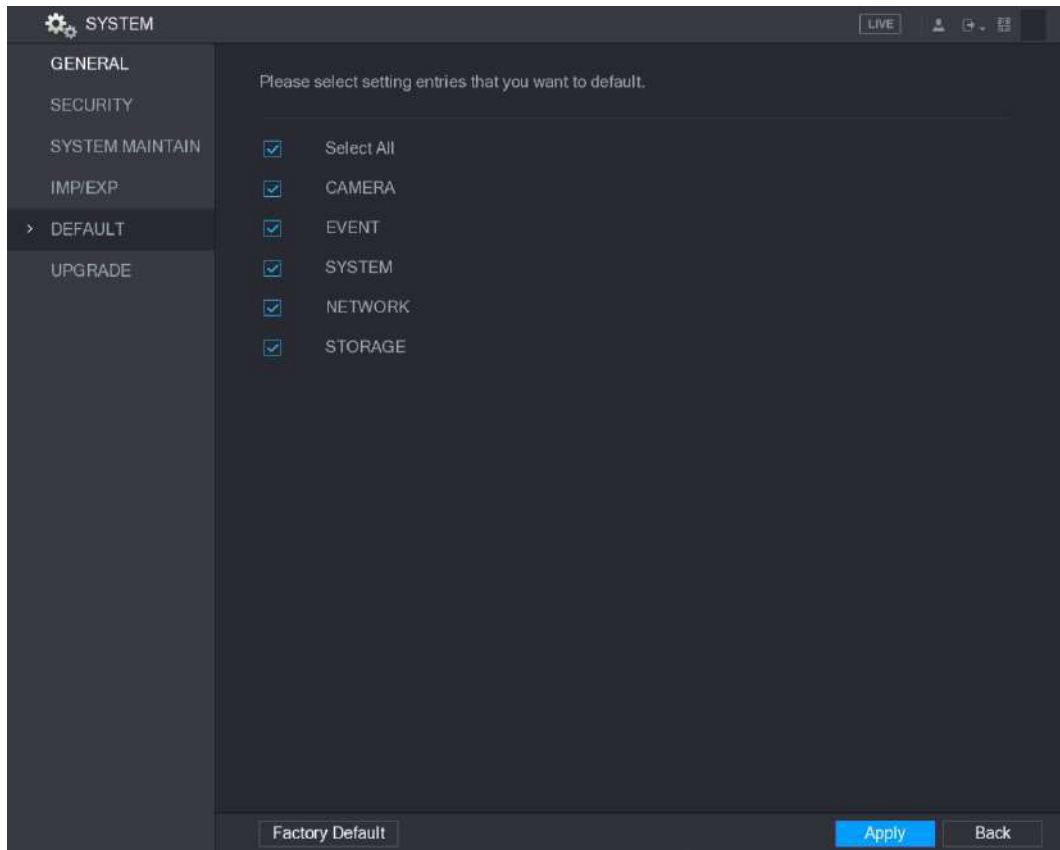 SYSTEM
LIVE
GENERAL
SECURITY
SYSTEM MAINTAIN
IMP/EXP
DEFAULT
UPGRADE
Please select setting entries that you want to default.
Select All
CAMERA
EVENT
SYSTEM
NETWORK
STORAGE
Factory Default
Apply
Back